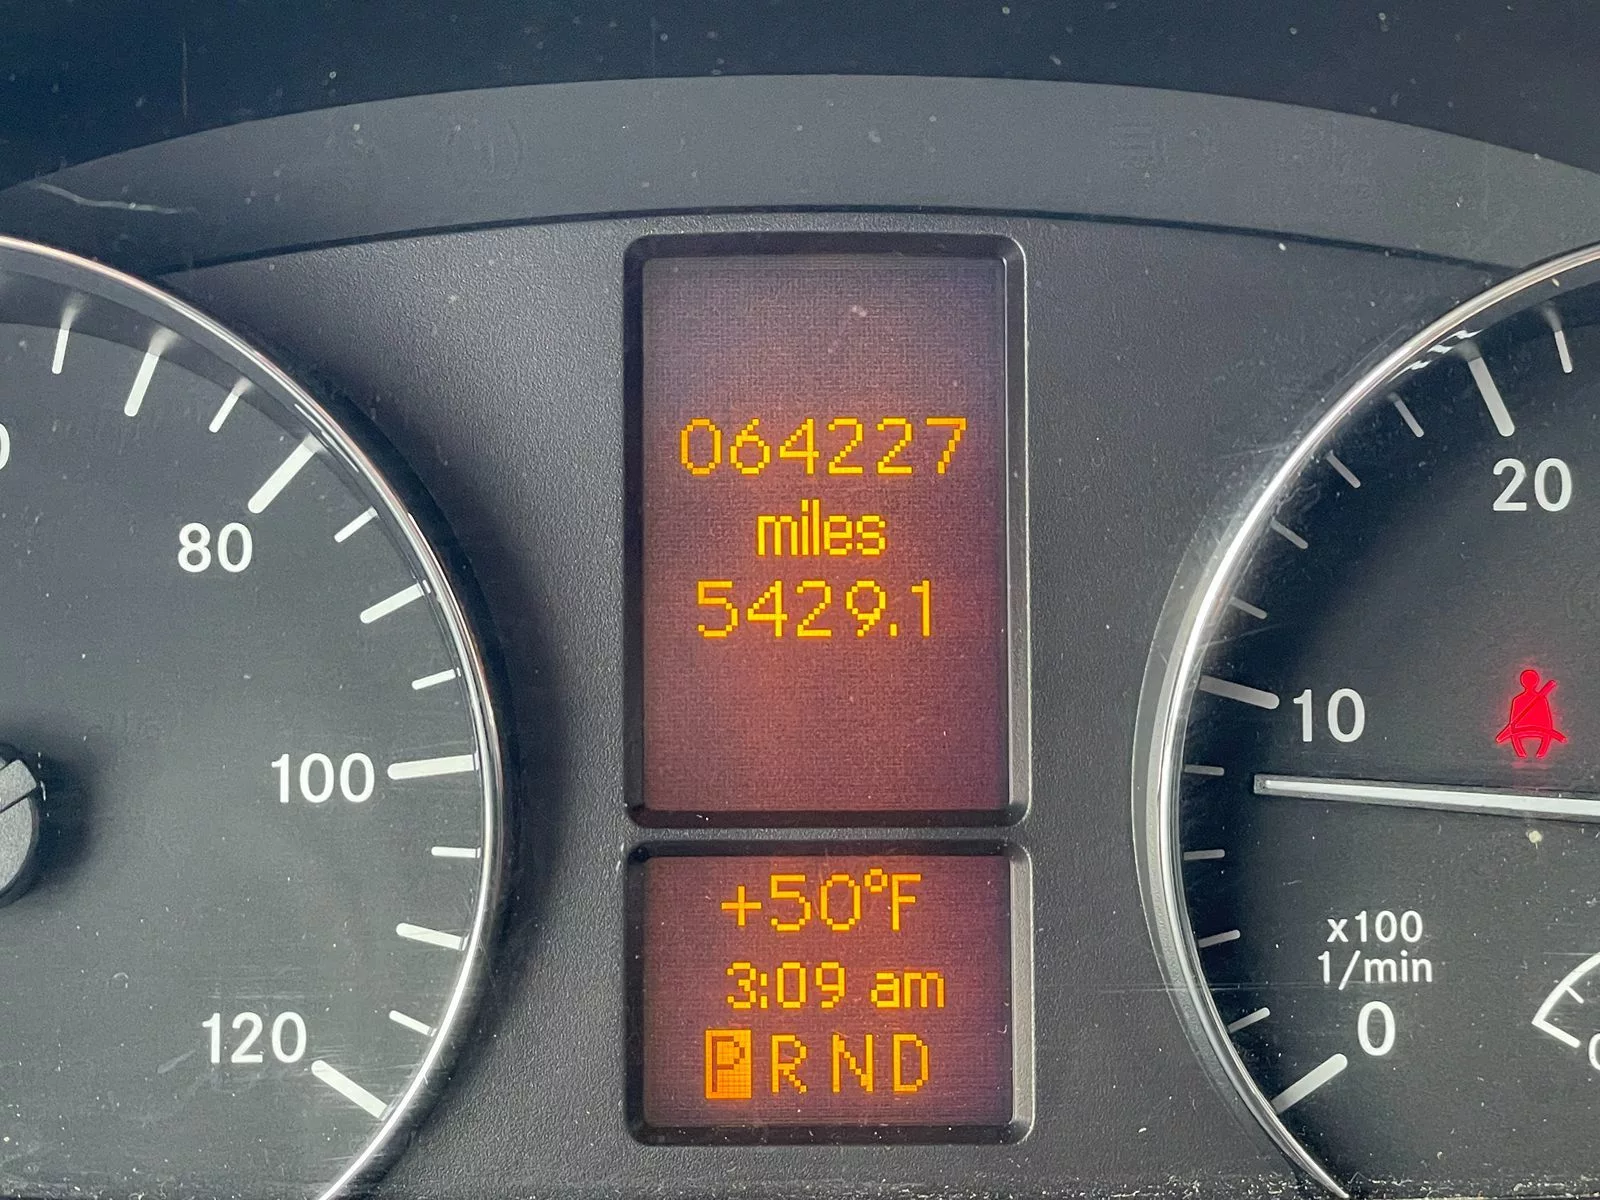 064227
miles
5429.1
+50°F
3:09 am
P R N D
80
100
120
20
10
x100
1/min
0